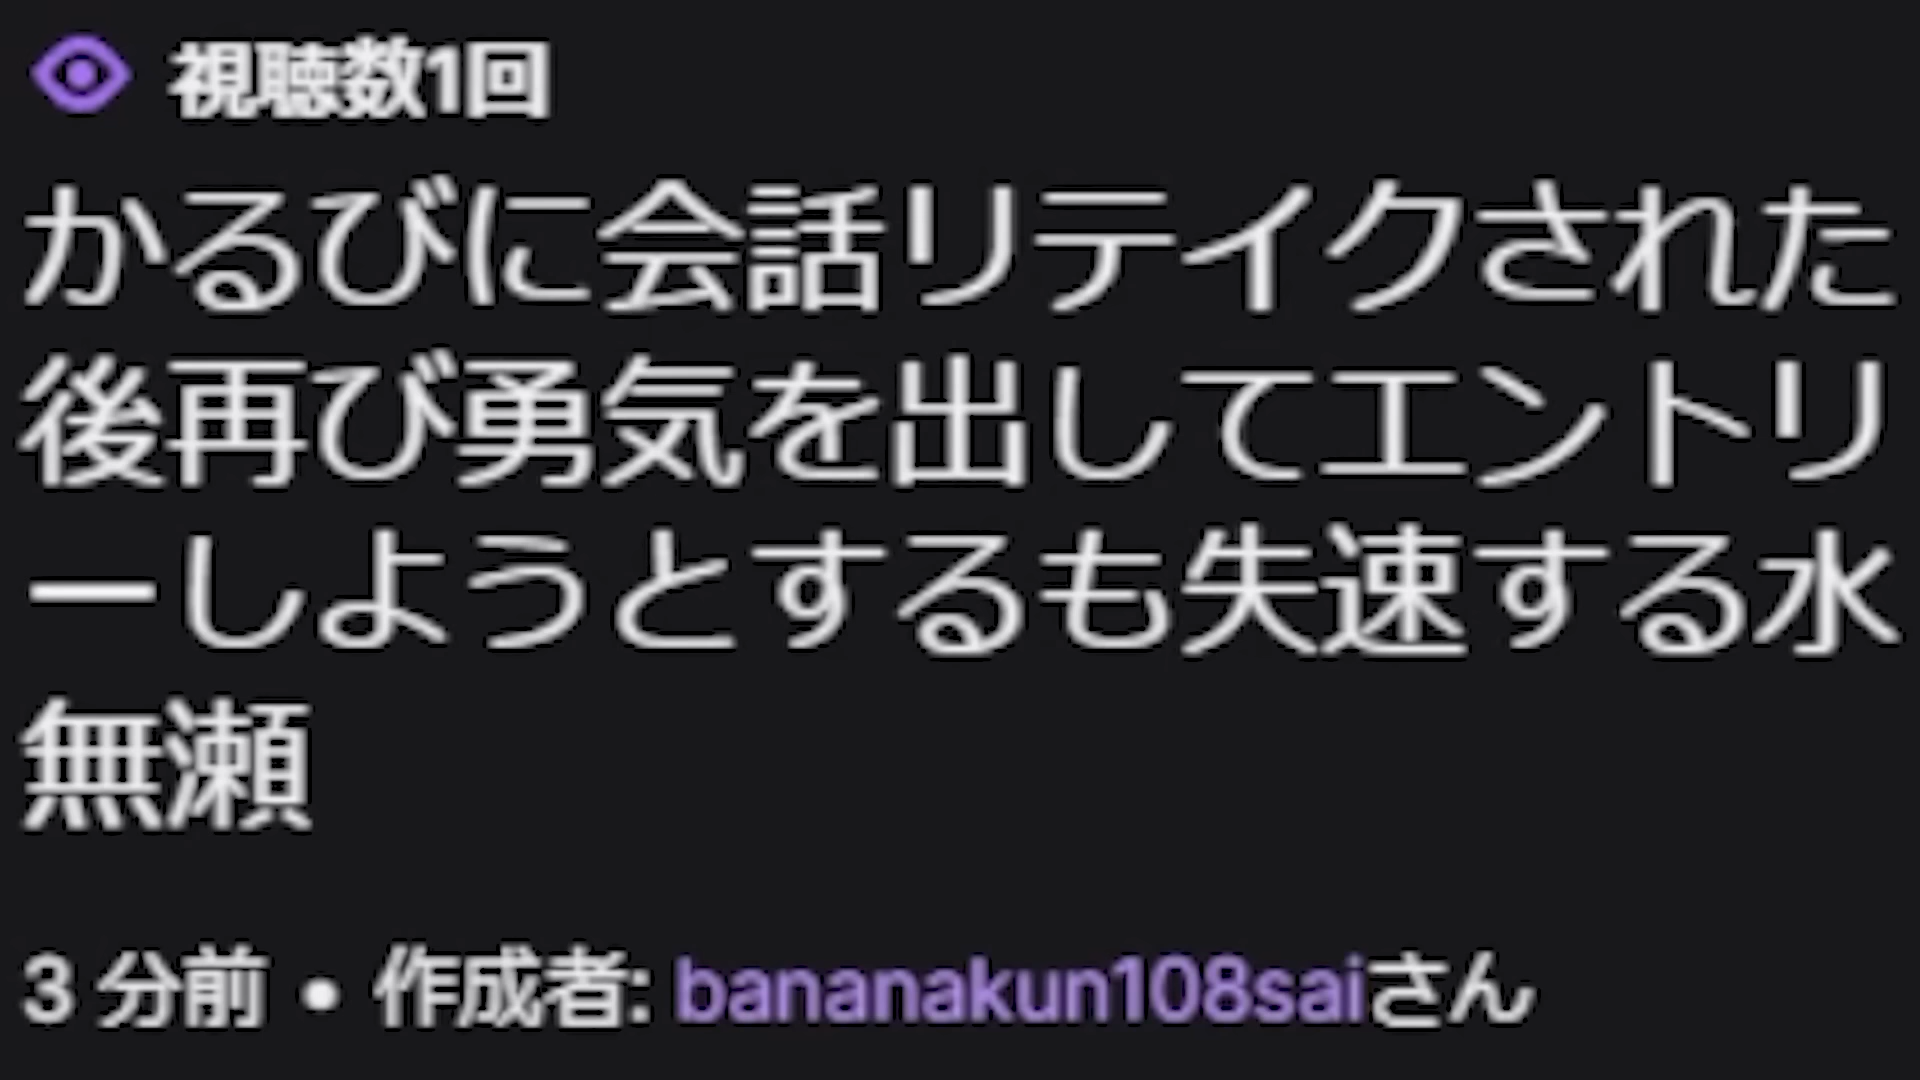 視聴数1回
かるびに会話リテイクされた
後再び勇気を出してエントリ
ーしようとするも失速する水
無瀬
3 分前 • 作成者: bananakun108saiさん